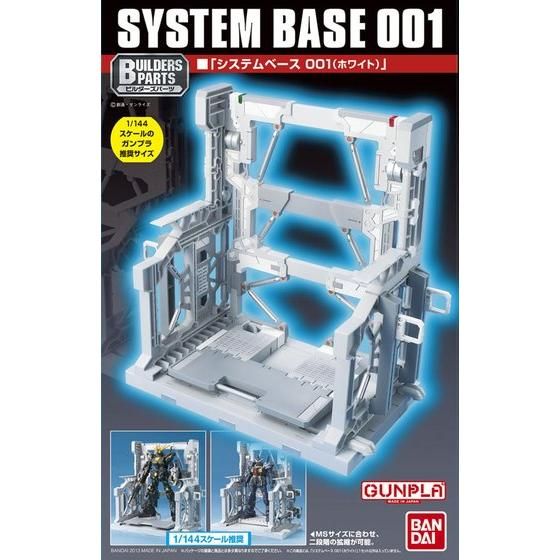 SYSTEM BASE 001
BUILDERS PARTS
ビルダーズパーツ
■「システムベース 001(ホワイト)」
©創通・サンライズ
1/144
スケールの
ガンプラ
推奨サイズ
1/144スケール推奨
◀MSサイズに合わせ、
二段階の拡縮が可能。
GUNPLA
MADE IN JAPAN
BAN
DAI
BANDAI 2013 MADE IN JAPAN